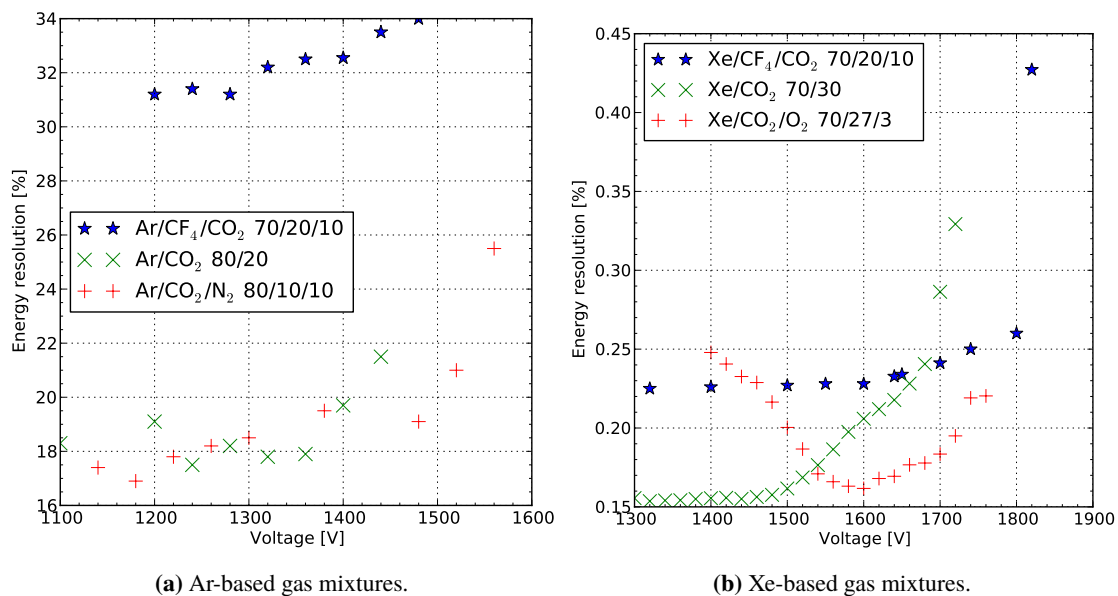 34
32
30
28
26
24
22
20
18
16
1100
1200
1300
1400
1500
1600
Energy resolution [%]
Voltage [V]
Ar/CF₄/CO₂ 70/20/10
Ar/CO₂ 80/20
Ar/CO₂/N₂ 80/10/10
(a) Ar-based gas mixtures.
0.45
0.40
0.35
0.30
0.25
0.20
0.15
1300
1400
1500
1600
1700
1800
1900
Energy resolution [%]
Voltage [V]
Xe/CF₄/CO₂ 70/20/10
Xe/CO₂ 70/30
Xe/CO₂/O₂ 70/27/3
(b) Xe-based gas mixtures.